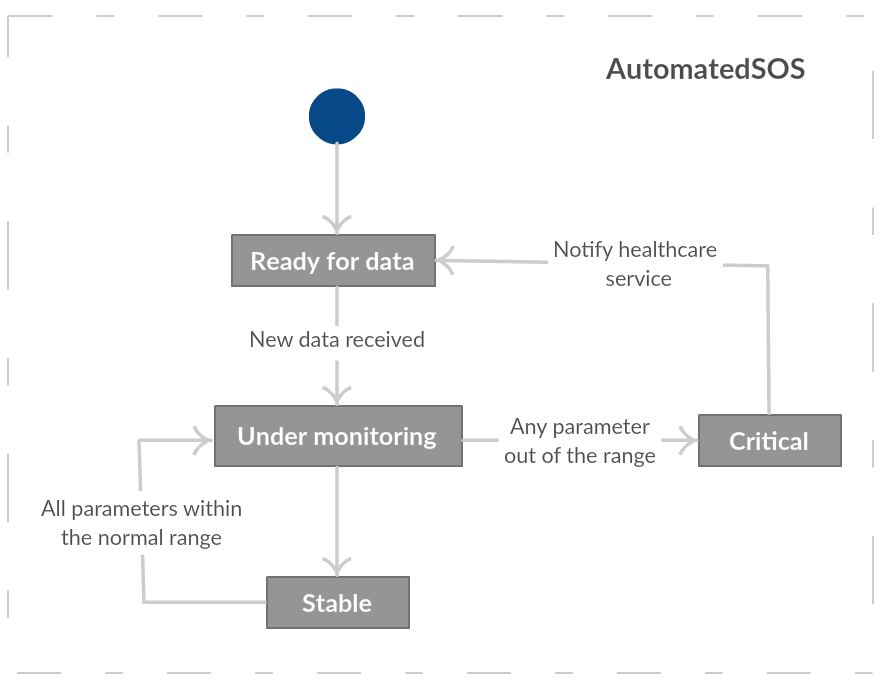 AutomatedSOS
Notify healthcare
service
Ready for data
New data received
Under monitoring
Any parameter
out of the range
Critical
All parameters within
the normal range
Stable